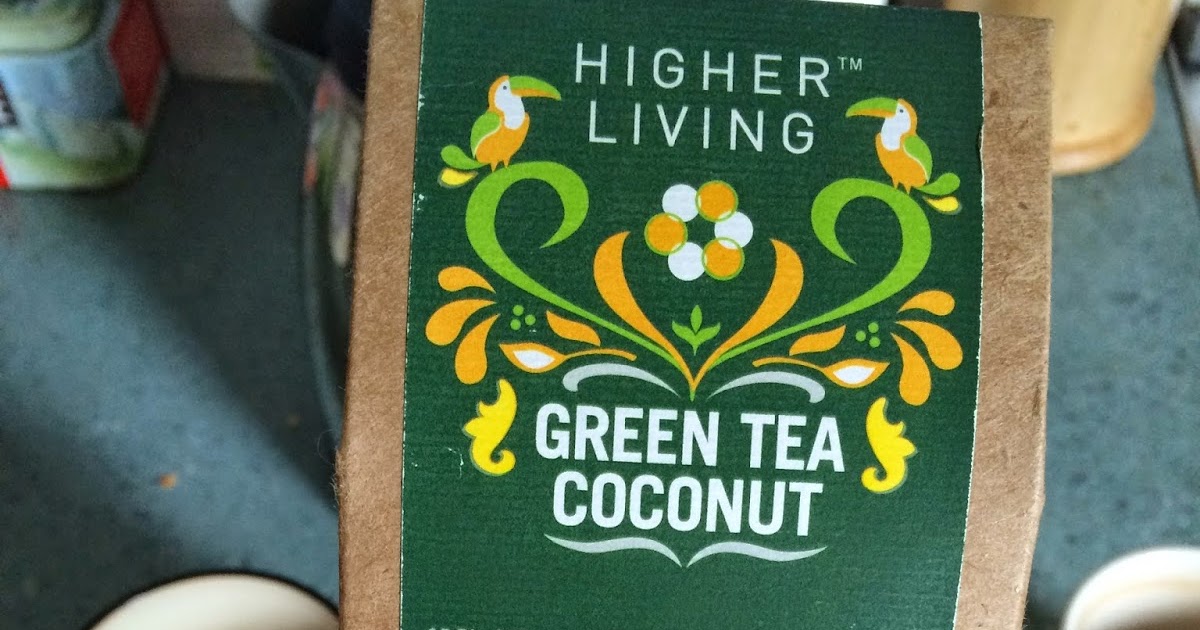 HIGHER™
LIVING
GREEN TEA
COCONUT